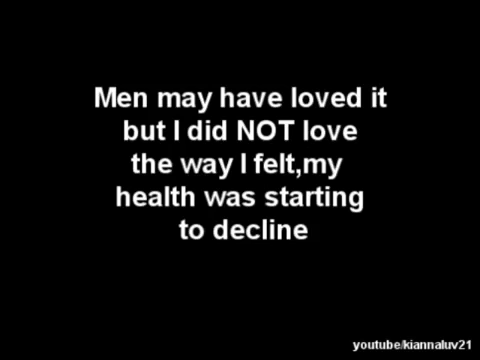 Men may have loved it
but I did NOT love
the way I felt,my
health was starting
to decline
youtube/kiannaluv21